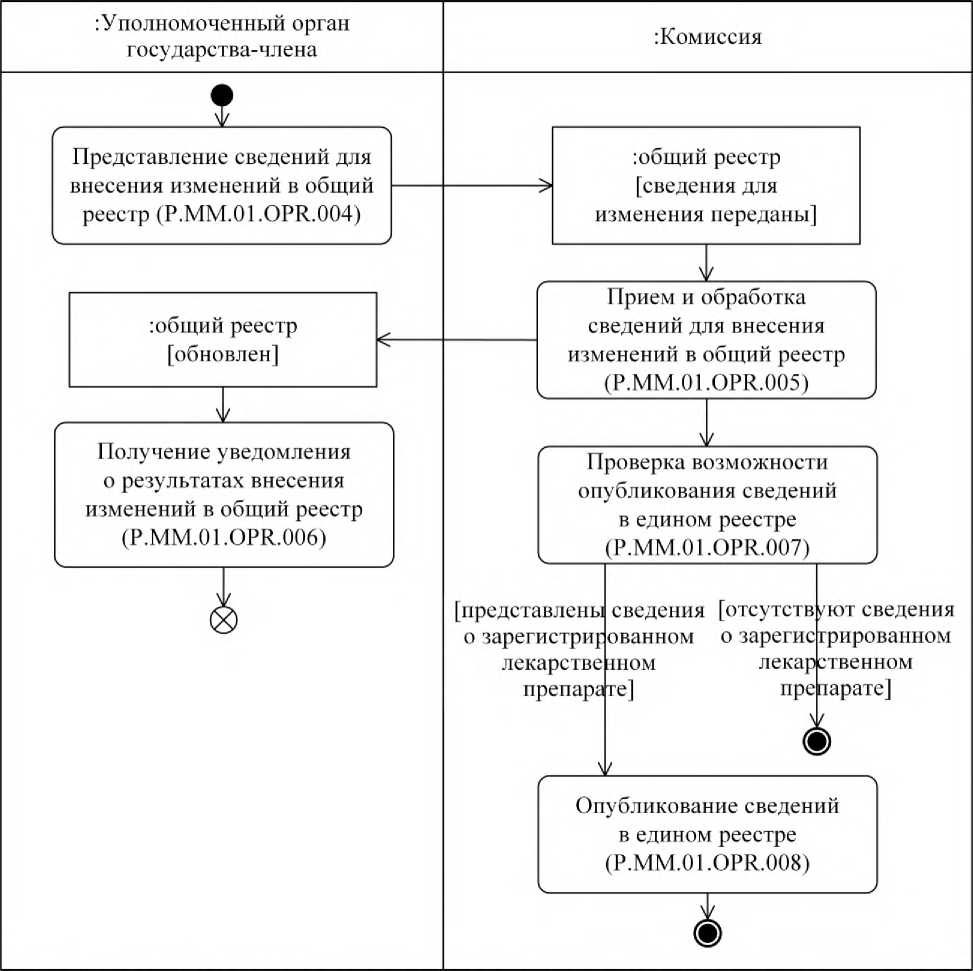 :Уполномоченный орган
государства-члена
:Комиссия
Представление сведений для
внесения изменений в общий
реестр (P.MM.01.OPR.004)
:общий реестр
[сведения для
изменения переданы]
Прием и обработка
сведений для внесения
изменений в общий реестр
(P.MM.01.OPR.005)
:общий реестр
[обновлен]
Получение уведомления
о результатах внесения
изменений в общий реестр
(P.MM.01.OPR.006)
Проверка возможности
опубликования сведений
в едином реестре
(P.MM.01.OPR.007)
[представлены сведения
о зарегистрированном
лекарственном
препарате]
[отсутствуют сведения
о зарегистрированном
лекарственном
препарате]
Опубликование сведений
в едином реестре
(P.MM.01.OPR.008)